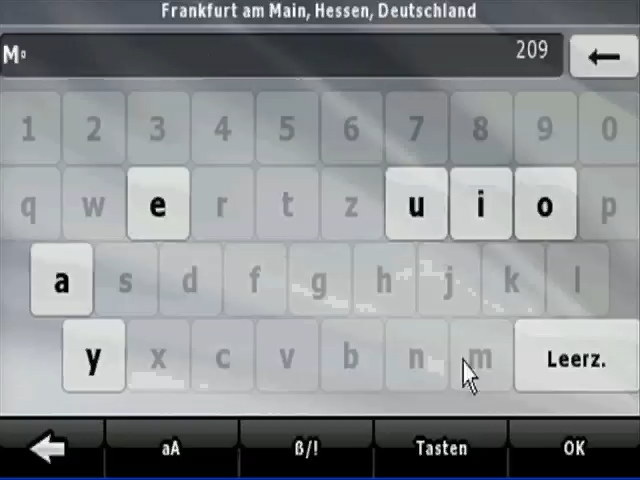 Frankfurt am Main, Hessen, Deutschland
M 209
1 2 3 4 5 6 7 8 9 0
q w e r t z u i o p
a s d f g h j k l
y x c v b n m Leerz.
aA ß/! Tasten OK